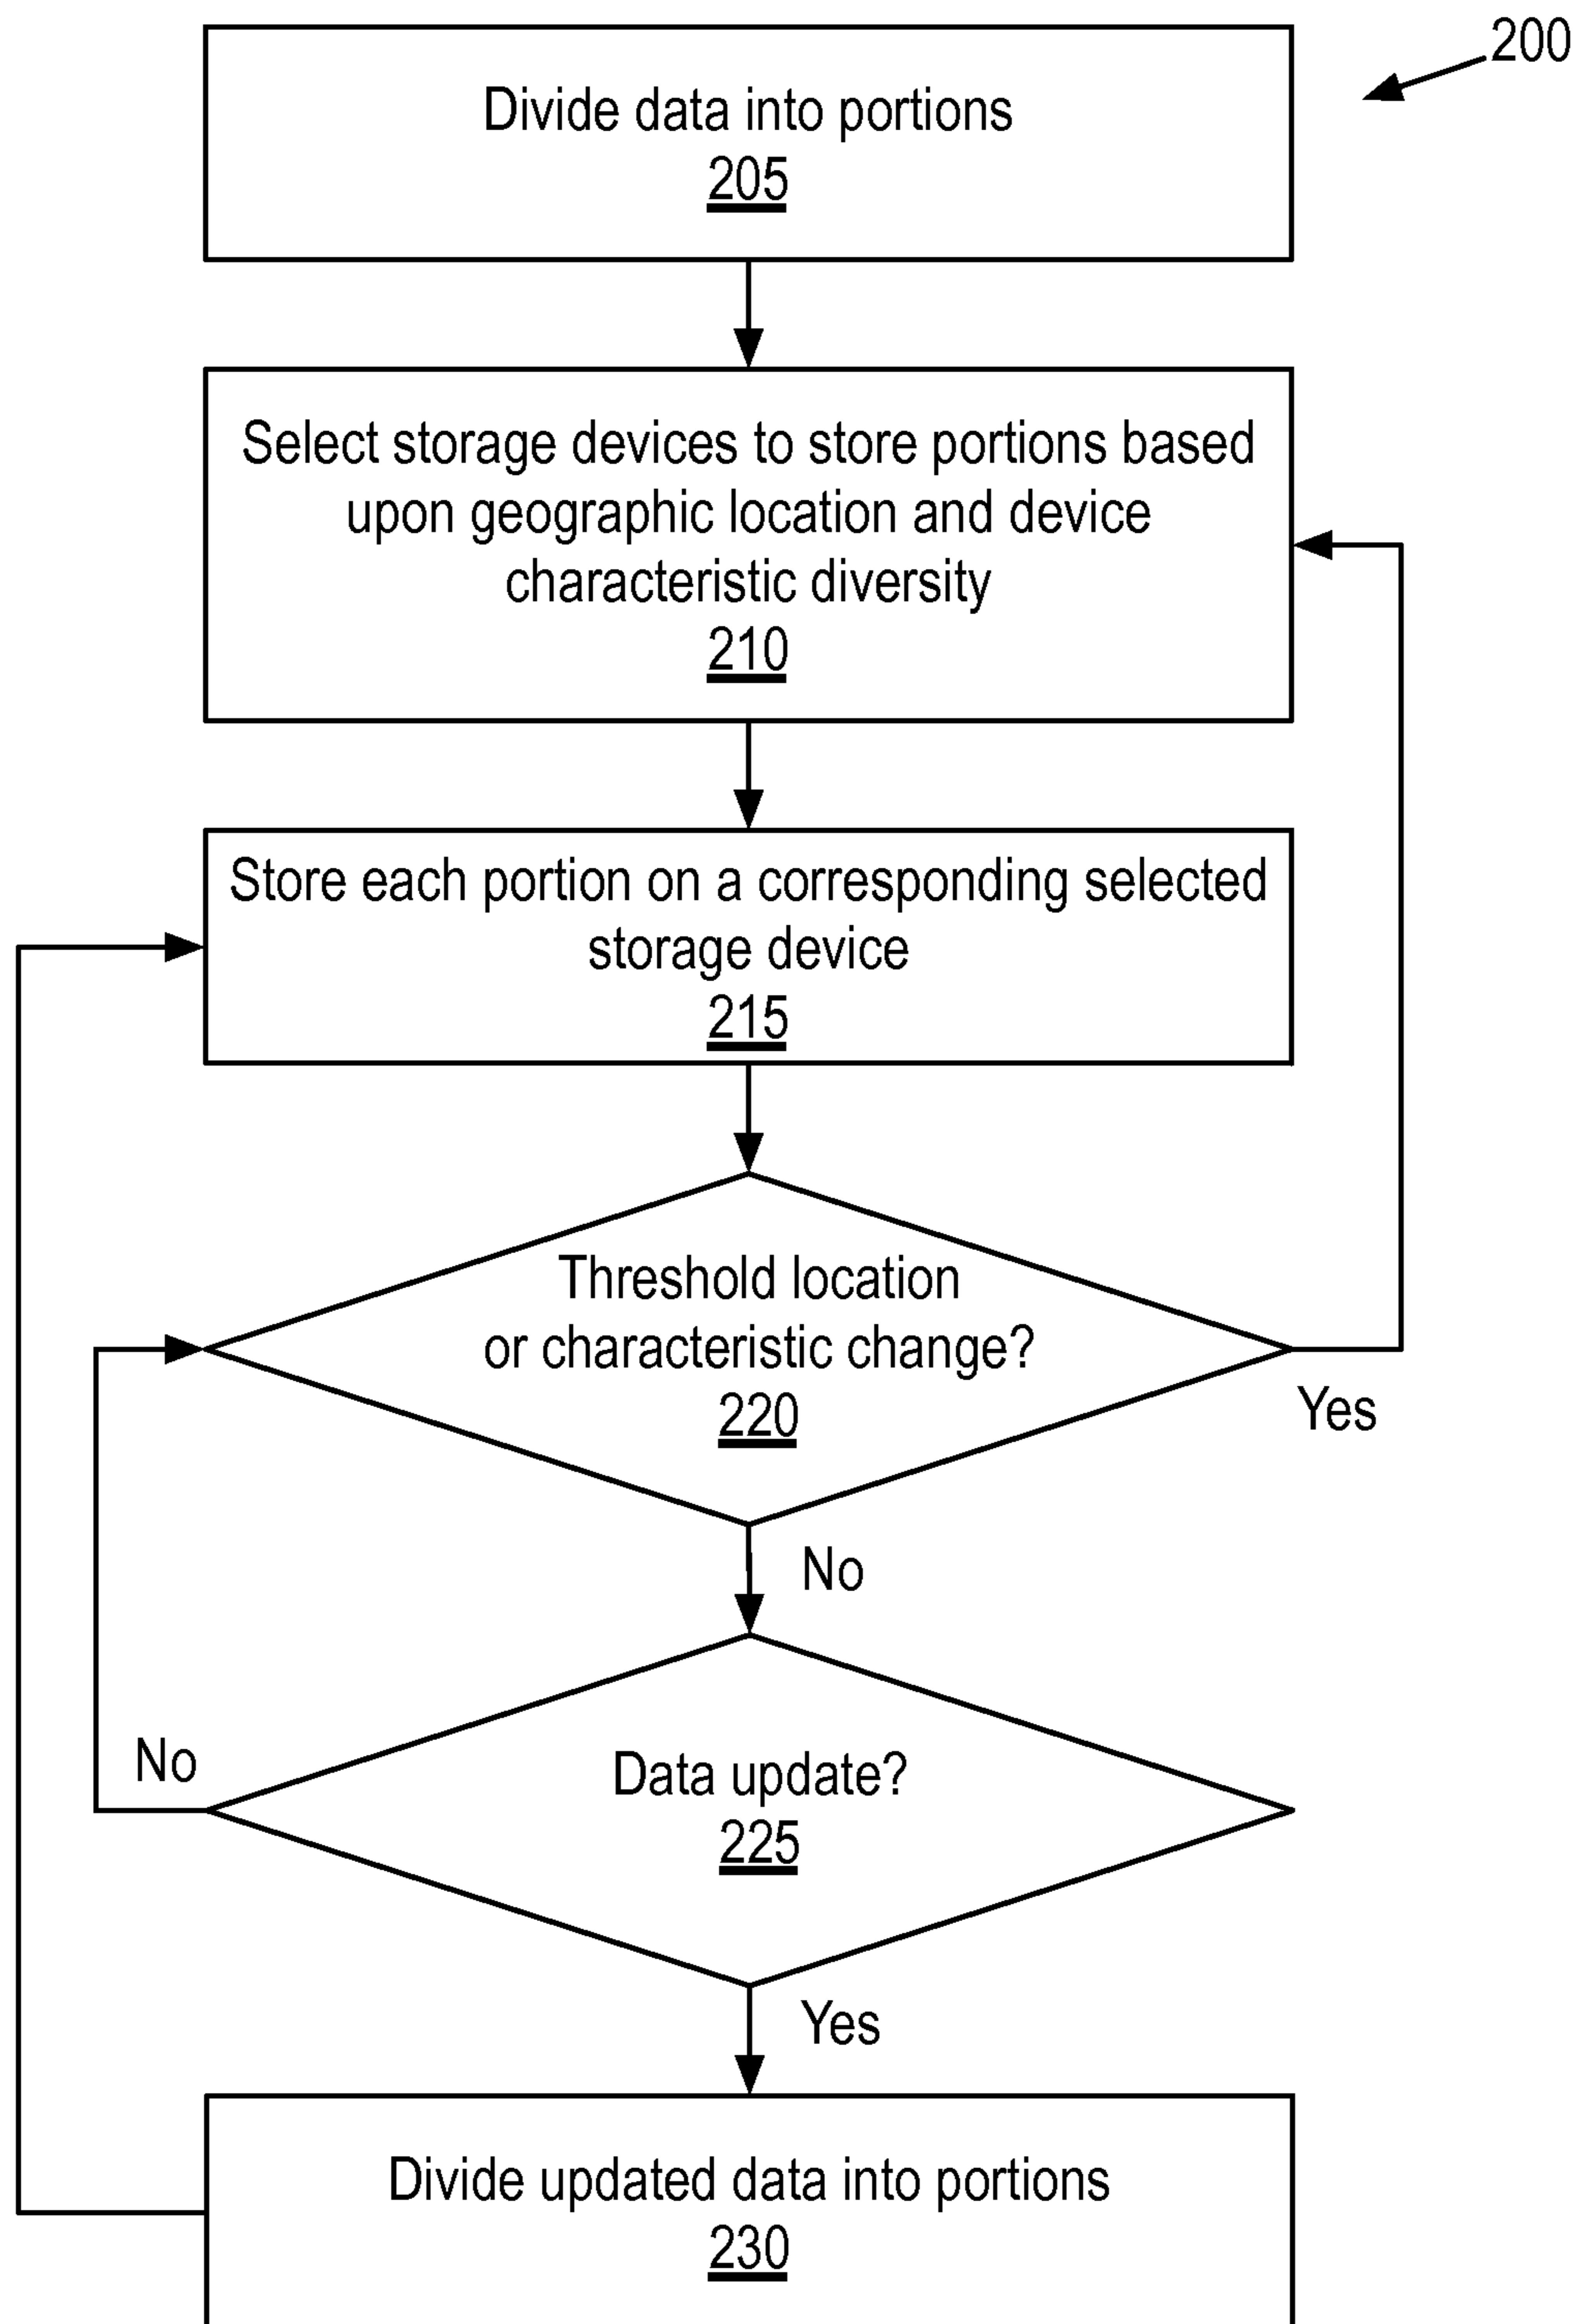 200
Divide data into portions
205
Select storage devices to store portions based
upon geographic location and device
characteristic diversity
210
Store each portion on a corresponding selected
storage device
215
Threshold location
or characteristic change?
220
Yes
No
Data update?
225
No
Yes
Divide updated data into portions
230